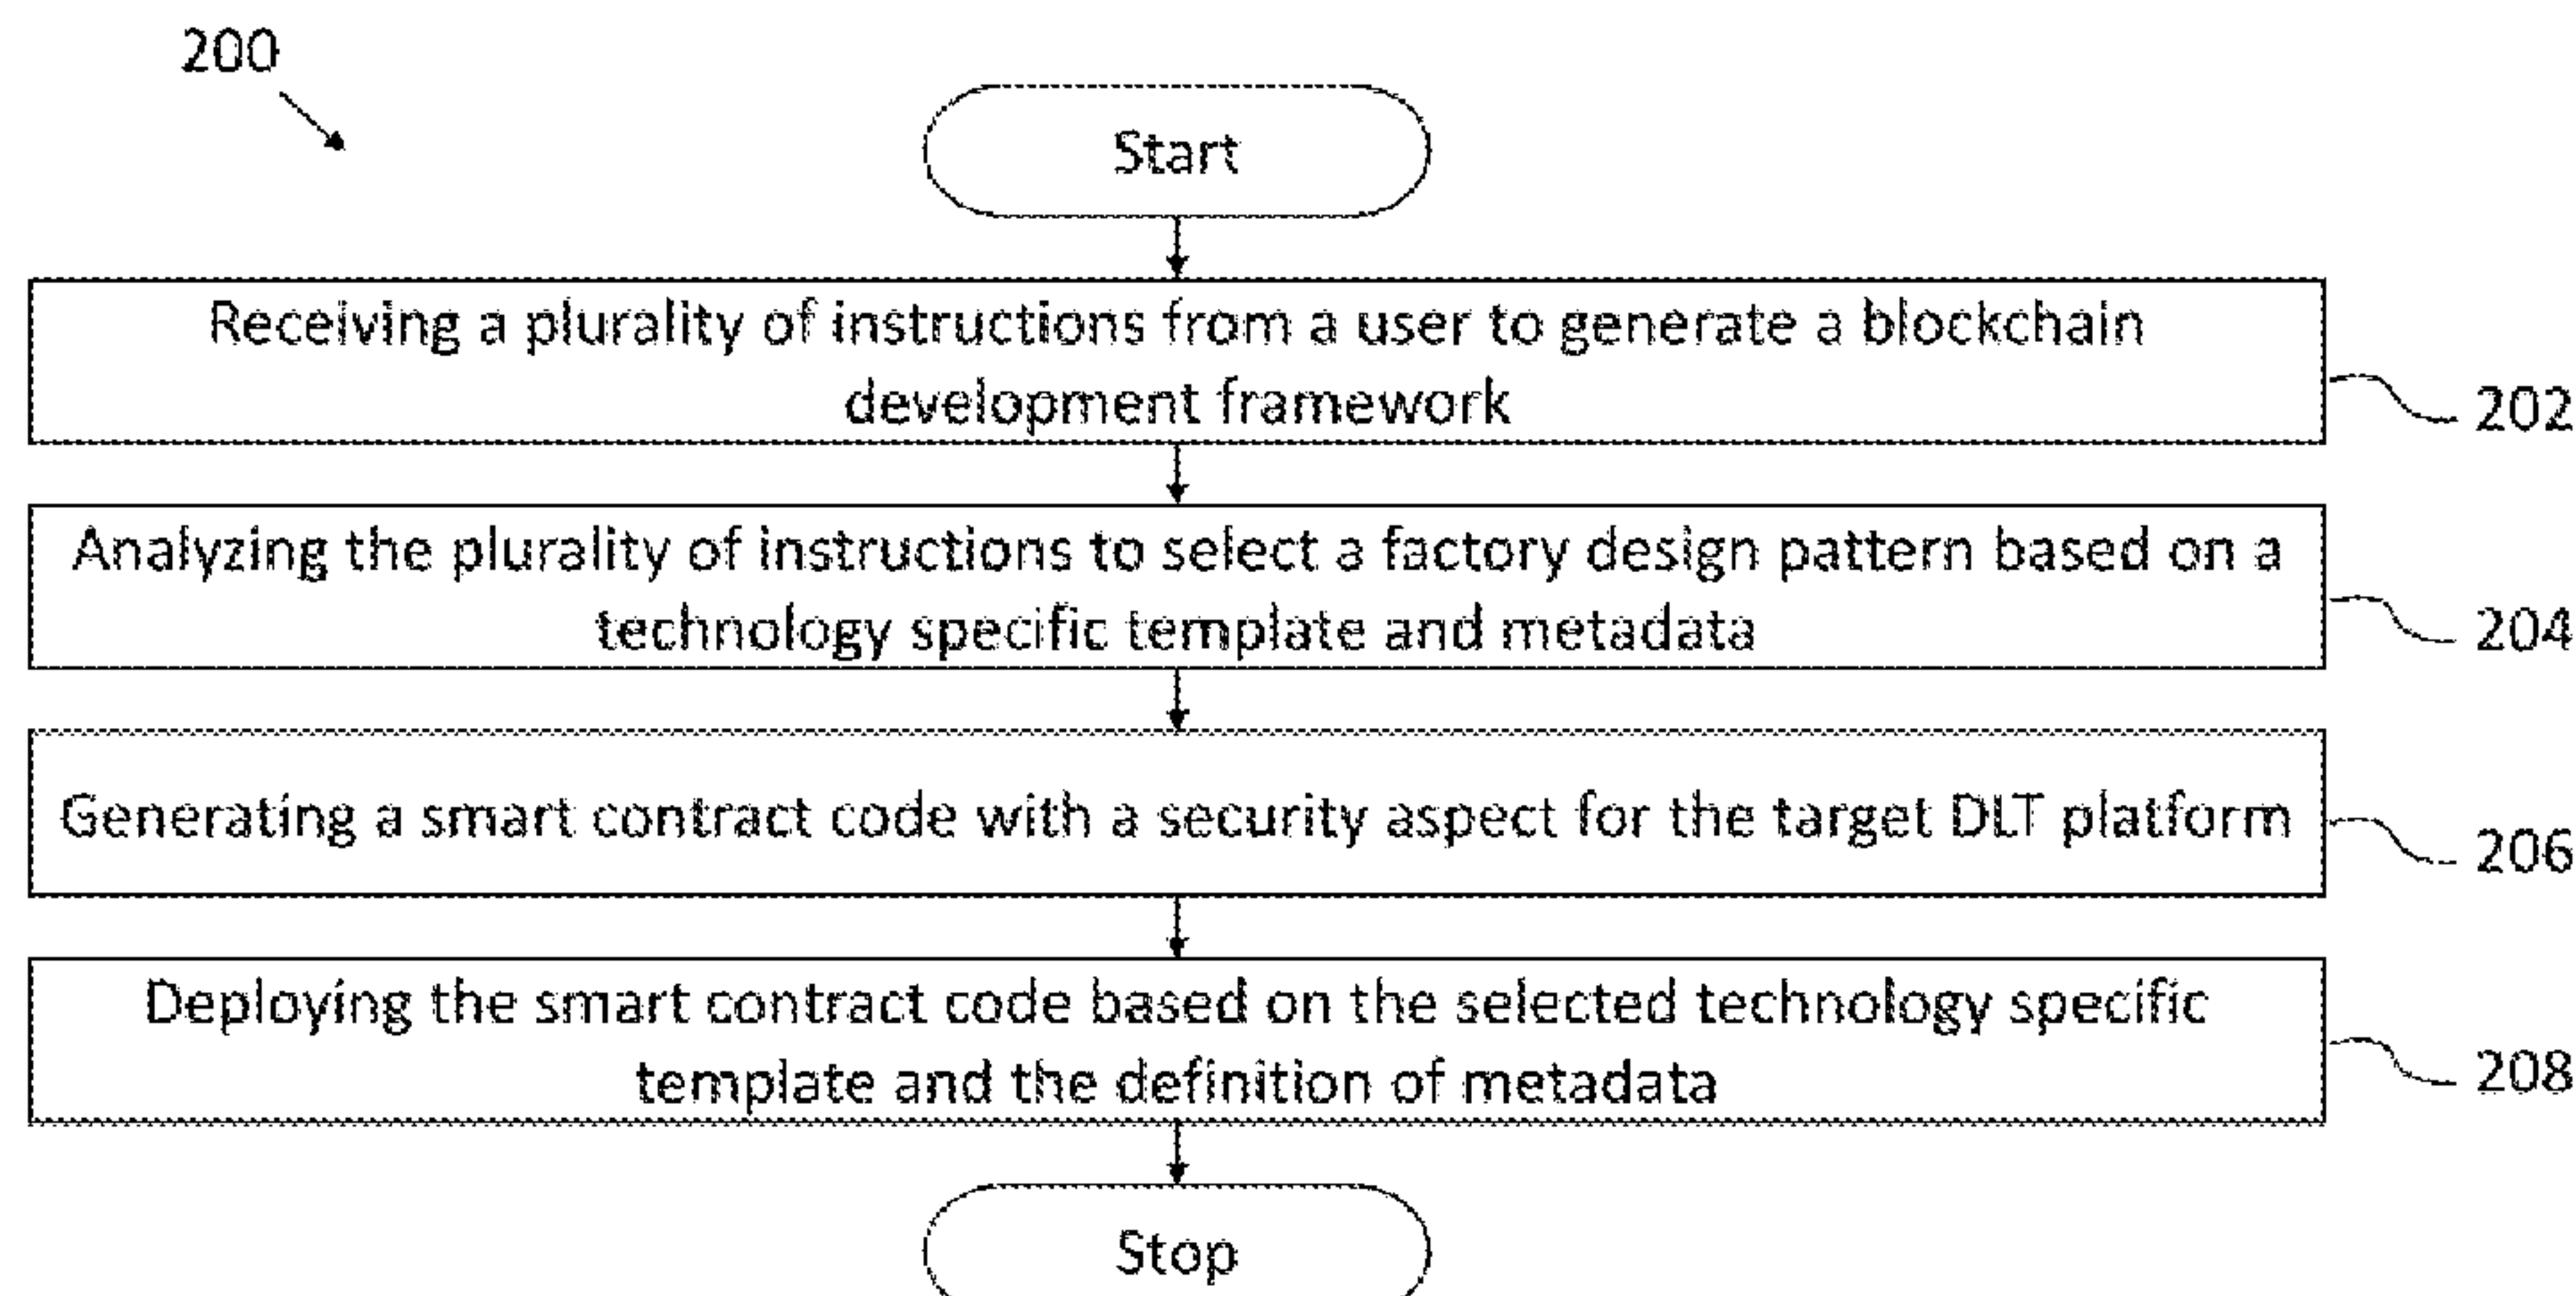 200
Start
Receiving a plurality of instructions from a user to generate a blockchain
development framework
202
Analyzing the plurality of instructions to select a factory design pattern based on a
technology specific template and metadata
204
Generating a smart contract code with a security aspect for the target DLT platform
206
Deploying the smart contract code based on the selected technology specific
template and the definition of metadata
208
Stop